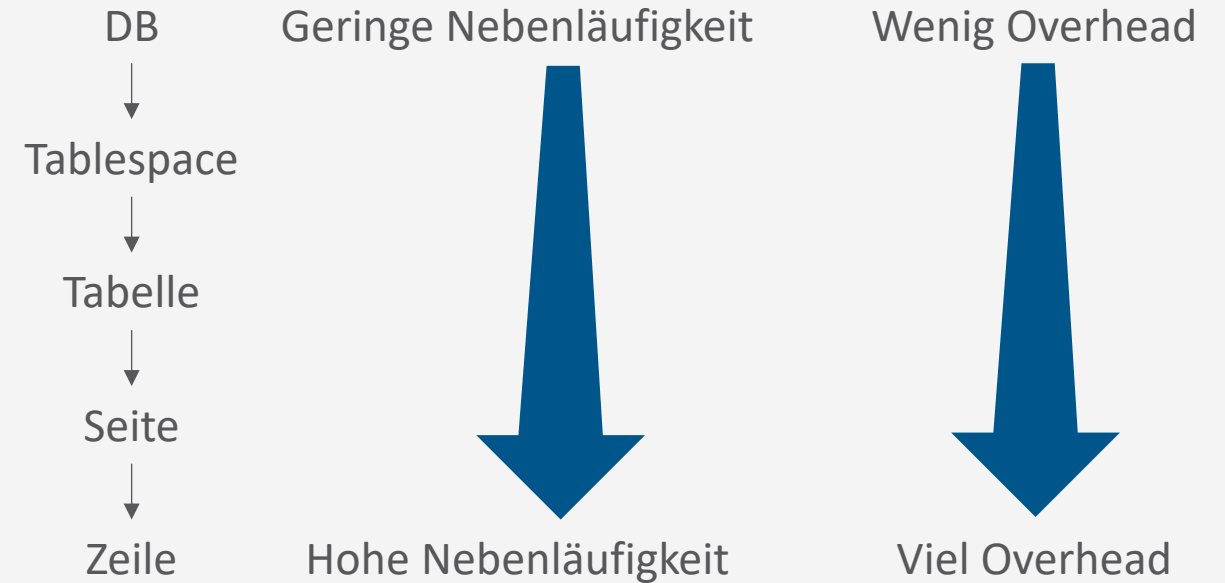 DB Geringe Nebenläufigkeit Wenig Overhead
Tablespace
Tabelle
Seite
Zeile Hohe Nebenläufigkeit Viel Overhead